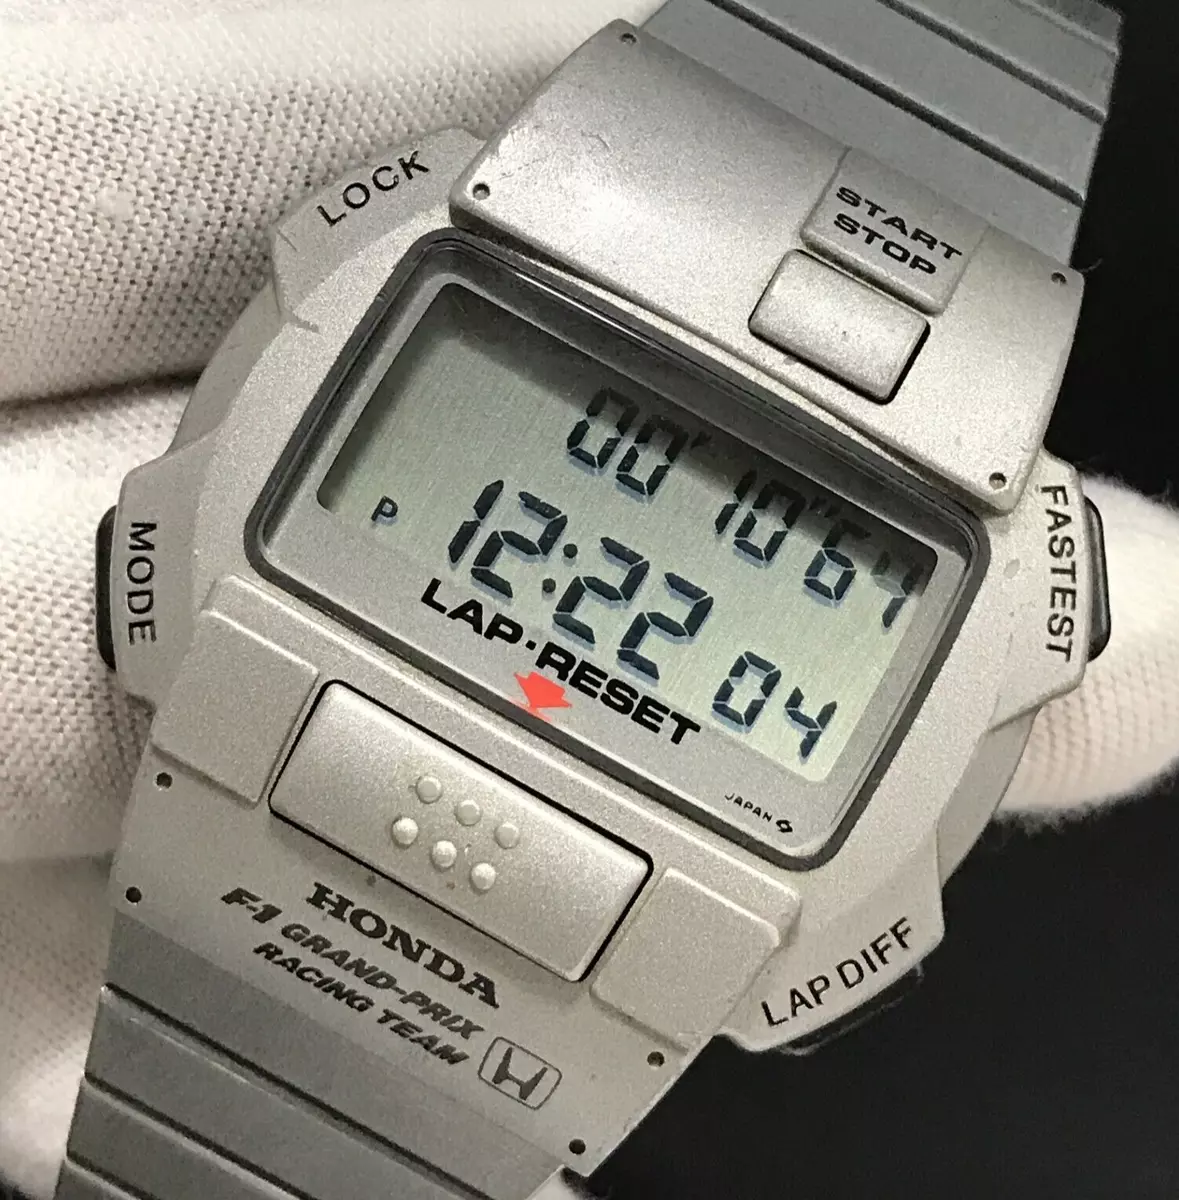 LOCK
START
STOP
00'10"64
P 12:22 04
MODE
FASTEST
LAP·RESET
JAPAN S
LAP DIFF
HONDA
F-1 GRAND-PRIX
RACING TEAM
H